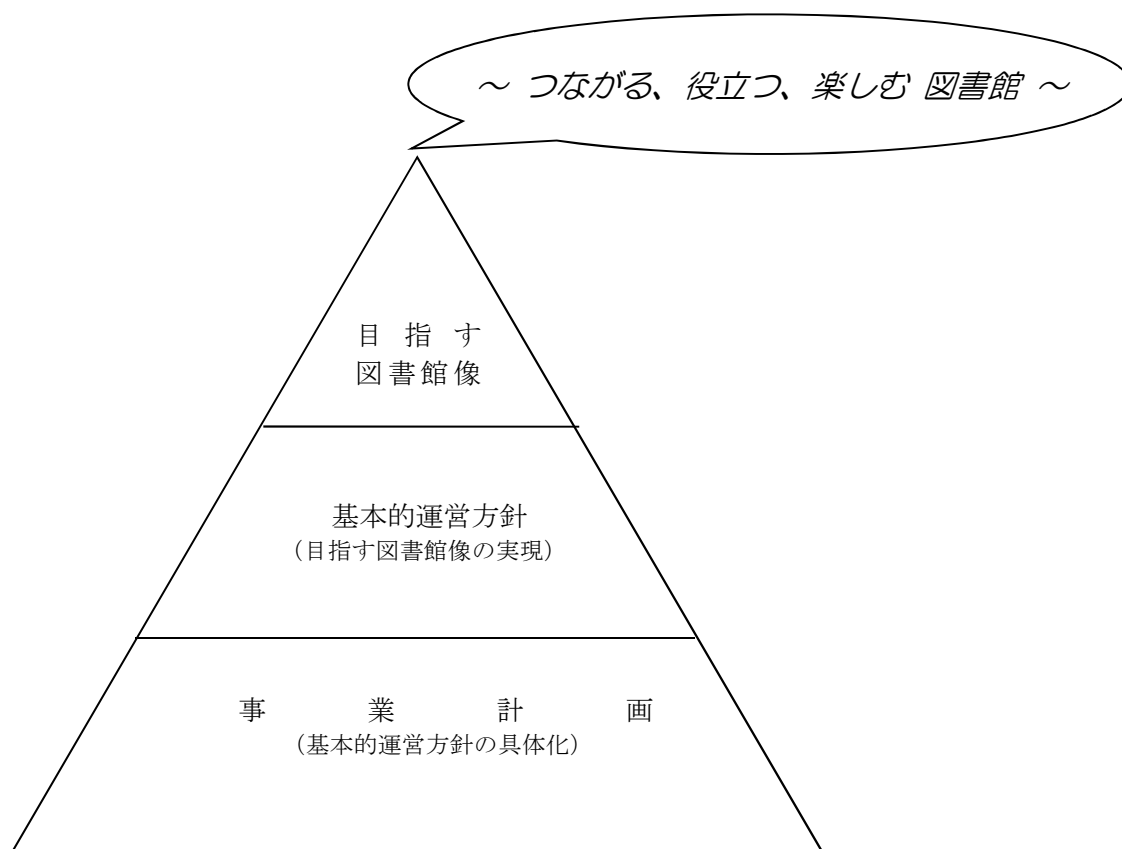 ～ つながる、役立つ、楽しむ 図書館 ～
目 指 す
図書館像
基本的運営方針
（目指す図書館像の実現）
事 業 計 画
（基本的運営方針の具体化）